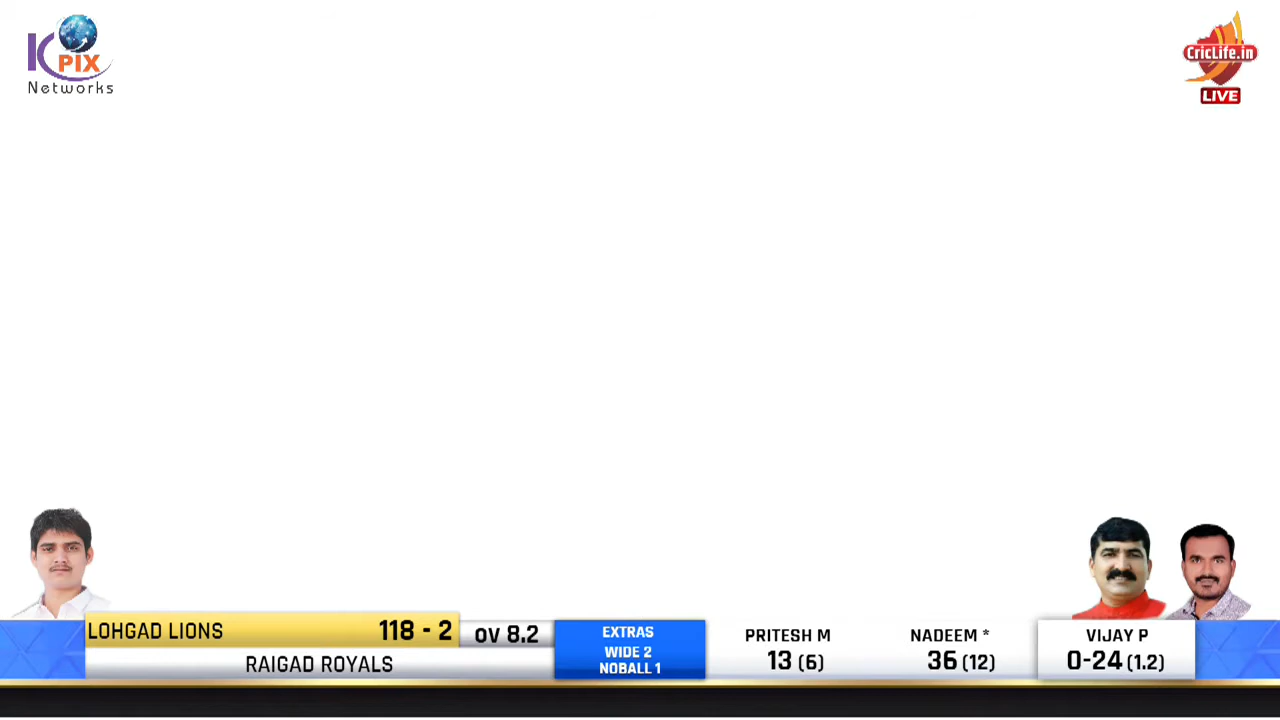 K PIX
Networks
CricLife.in
LIVE
LOHGAD LIONS 118 - 2 OV 8.2
RAIGAD ROYALS
EXTRAS
WIDE 2
NOBALL 1
PRITESH M
13 (6)
NADEEM *
36 (12)
VIJAY P
0-24 (1.2)